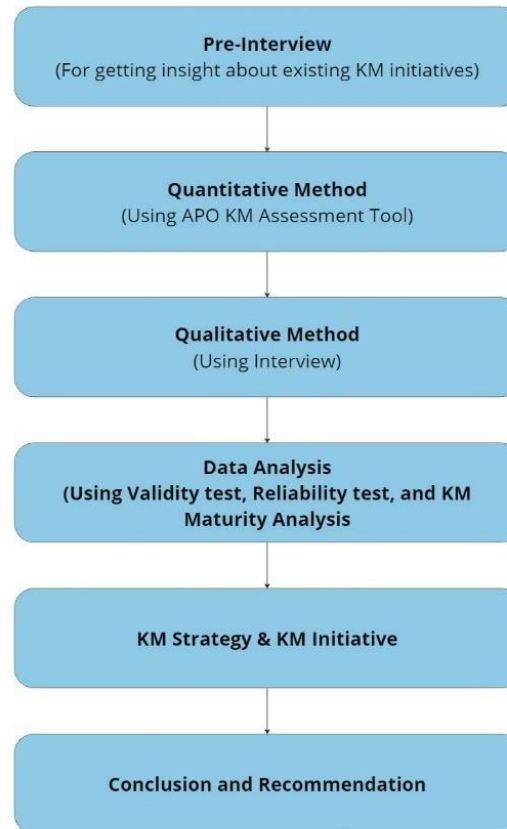 Pre-Interview
(For getting insight about existing KM initiatives)
Quantitative Method
(Using APO KM Assessment Tool)
Qualitative Method
(Using Interview)
Data Analysis
(Using Validity test, Reliability test, and KM
Maturity Analysis
KM Strategy & KM Initiative
Conclusion and Recommendation